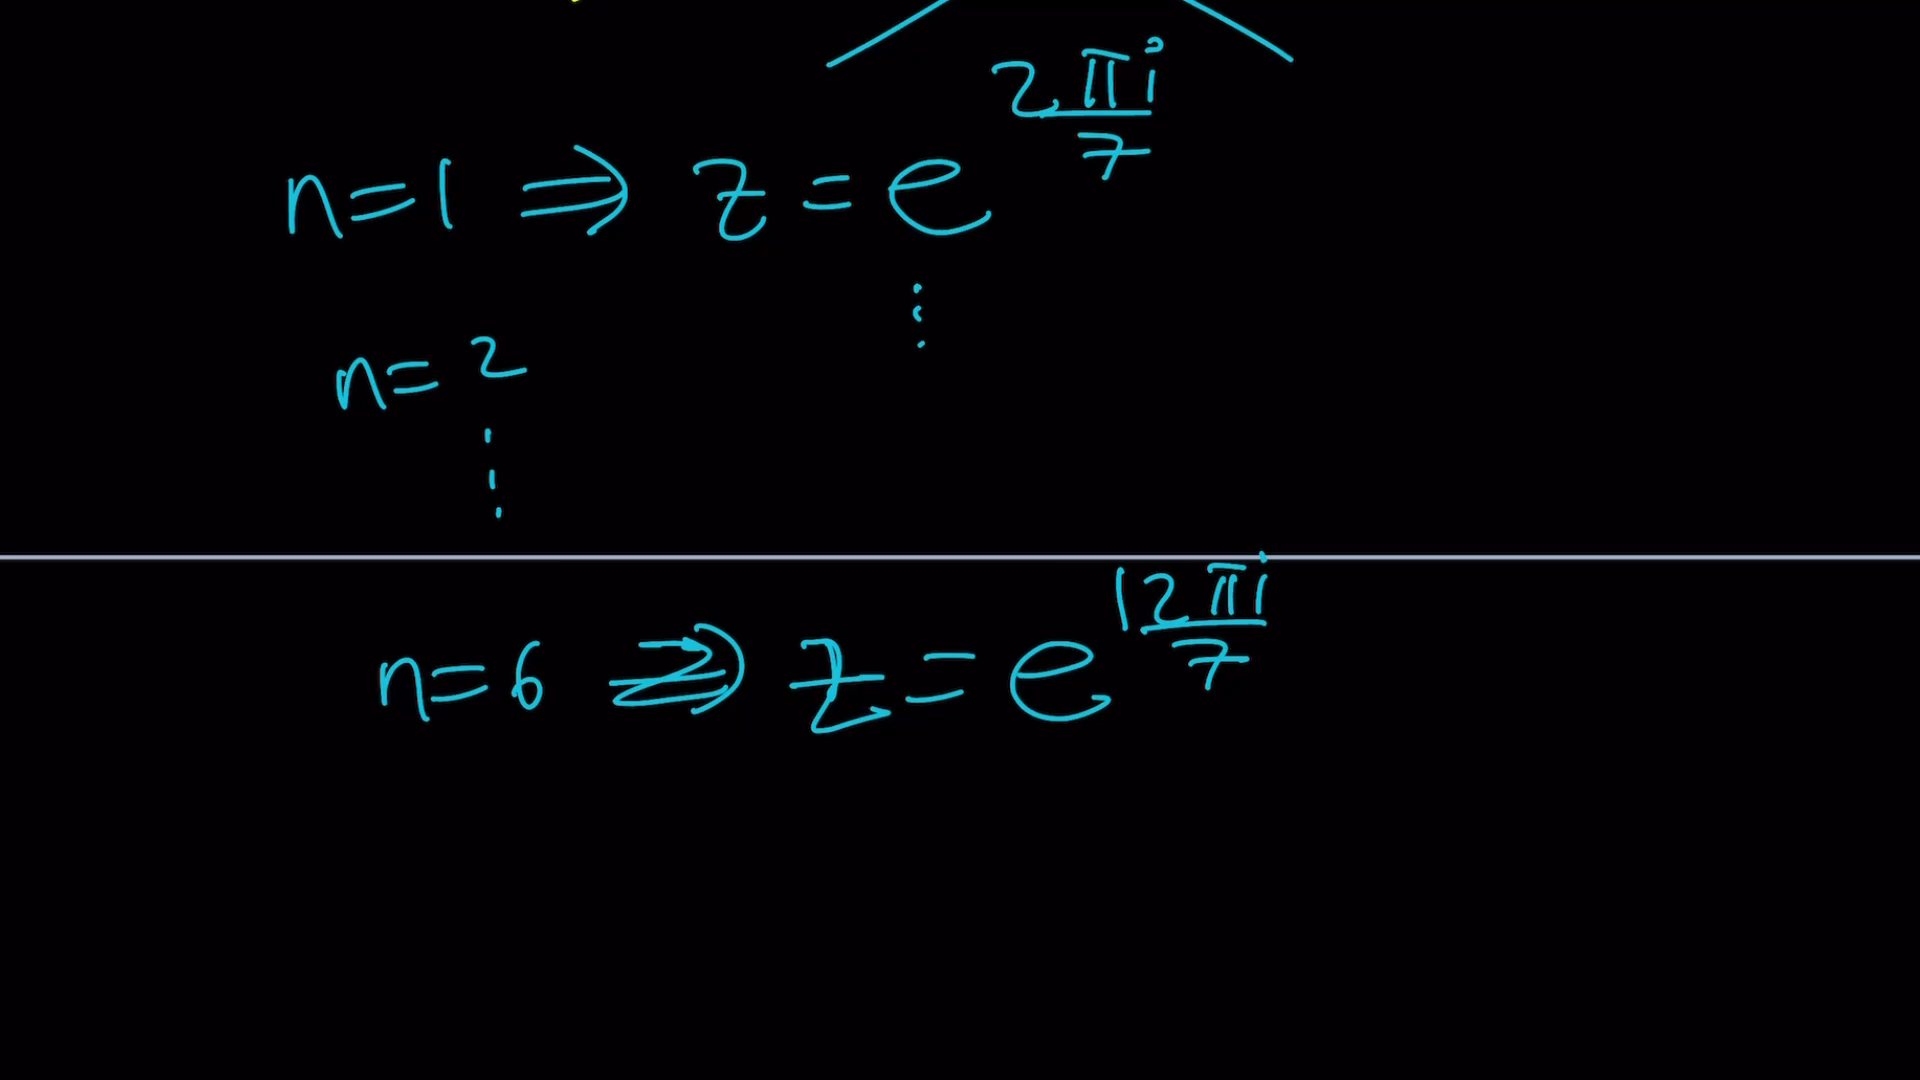 n=1 ⇒ z = e^(2πi/7)
⋮
n=2
⋮
n=6 ⇒ z = e^(12πi/7)